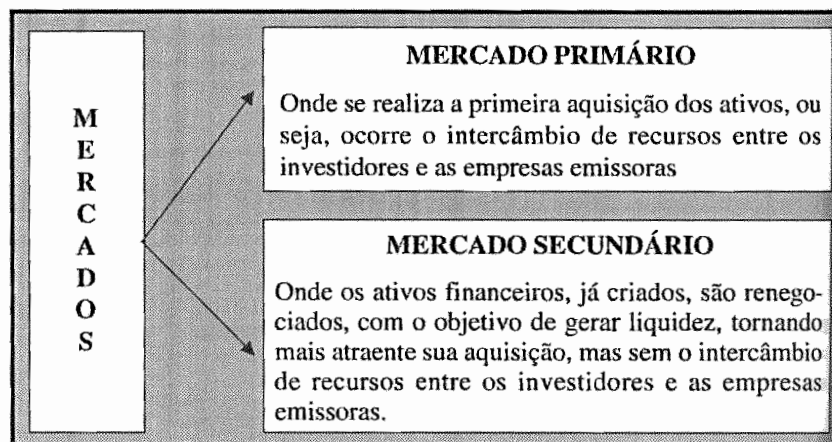 MERCADOS
MERCADO PRIMÁRIO
Onde se realiza a primeira aquisição dos ativos, ou
seja, ocorre o intercâmbio de recursos entre os
investidores e as empresas emissoras
MERCADO SECUNDÁRIO
Onde os ativos financeiros, já criados, são renego-
ciados, com o objetivo de gerar liquidez, tornando
mais atraente sua aquisição, mas sem o intercâmbio
de recursos entre os investidores e as empresas
emissoras.